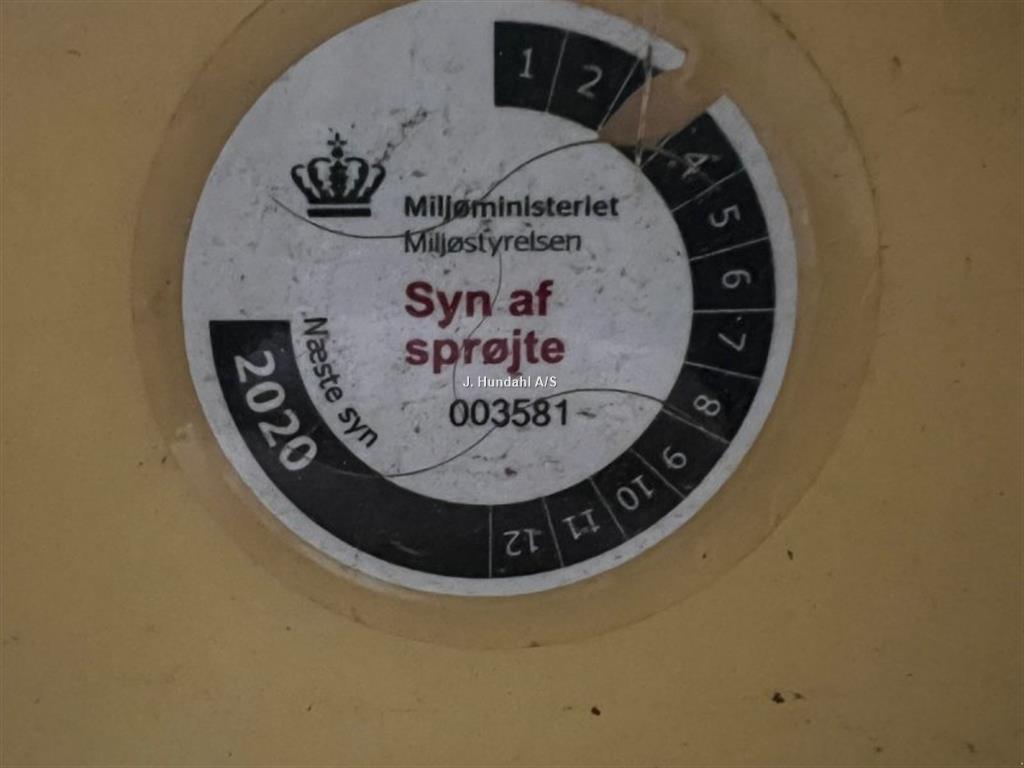 1 2 4 5 6 7 8 9 10 11 12
Miljøministeriet
Miljøstyrelsen
Syn af
sprøjte
J. Hundahl A/S
003581
Næste syn
2020